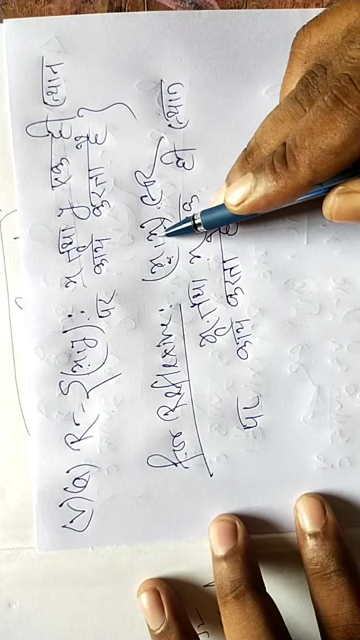 (v)(a) R = {(x,y): x तथा y एक ही स्थान
पर कार्य करता है}
for Reflexive: (x,x) ∈ R
x तथा x एक ही स्थान
पर कार्य करता है